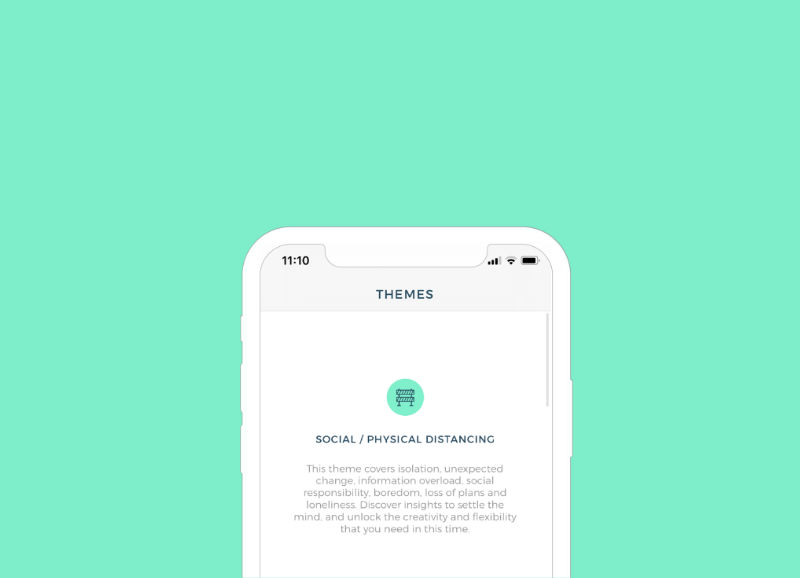 11:10
THEMES
SOCIAL / PHYSICAL DISTANCING
This theme covers isolation, unexpected
change, information overload, social
responsibility, boredom, loss of plans and
loneliness. Discover insights to settle the
mind, and unlock the creativity and flexibility
that you need in this time.